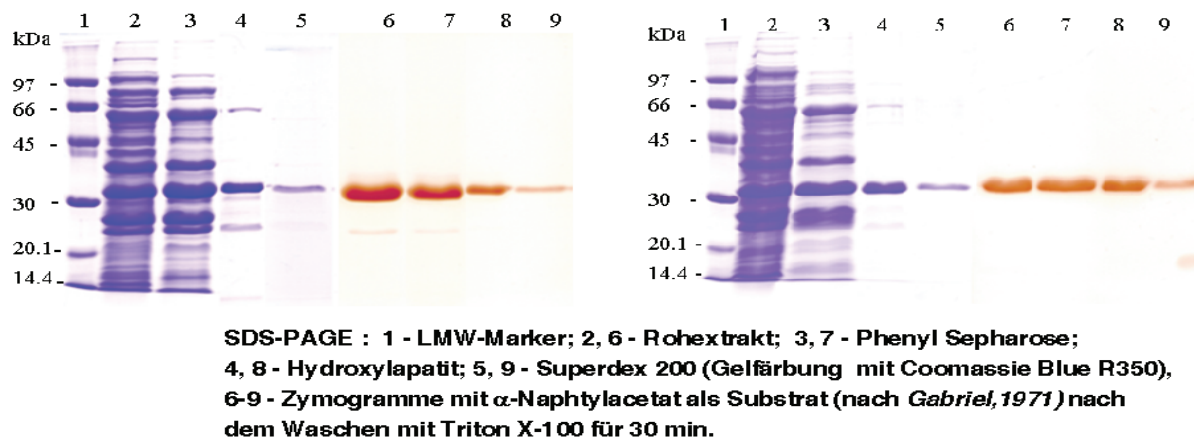 1 2 3 4 5 6 7 8 9
kDa
97 -
66 -
45 -
30 -
20.1 -
14.4 -
1 2 3 4 5 6 7 8 9
kDa
97 -
66 -
45 -
30 -
20.1 -
14.4 -
SDS-PAGE : 1 - LMW-Marker; 2, 6 - Rohextrakt; 3, 7 - Phenyl Sepharose;
4, 8 - Hydroxylapatit; 5, 9 - Superdex 200 (Gelfärbung mit Coomassie Blue R350),
6-9 - Zymogramme mit α-Naphtylacetat als Substrat (nach Gabriel, 1971) nach
dem Waschen mit Triton X-100 für 30 min.